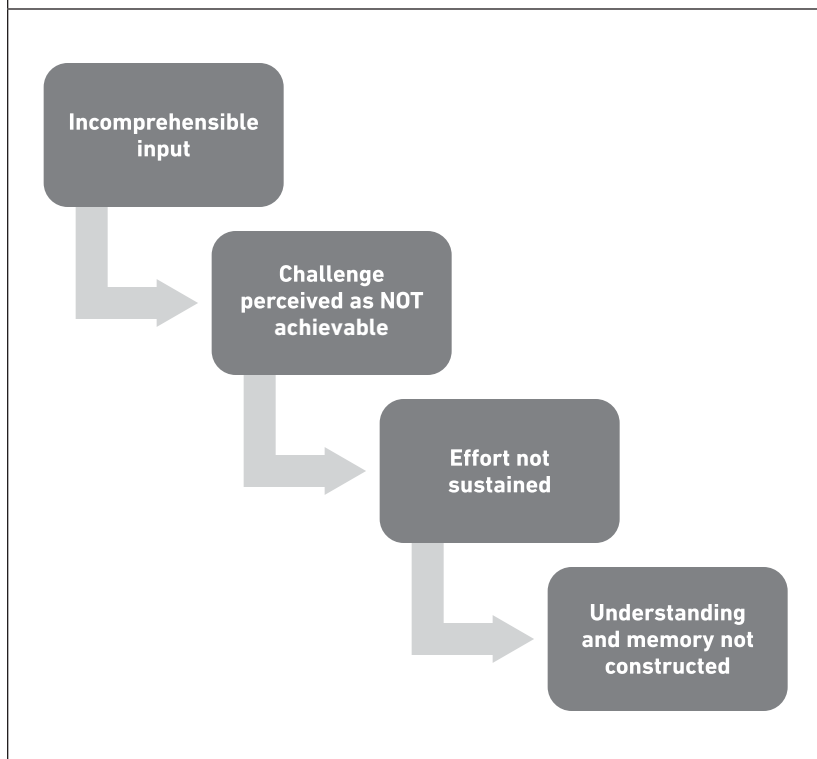 Incomprehensible
input
Challenge
perceived as NOT
achievable
Effort not
sustained
Understanding
and memory not
constructed